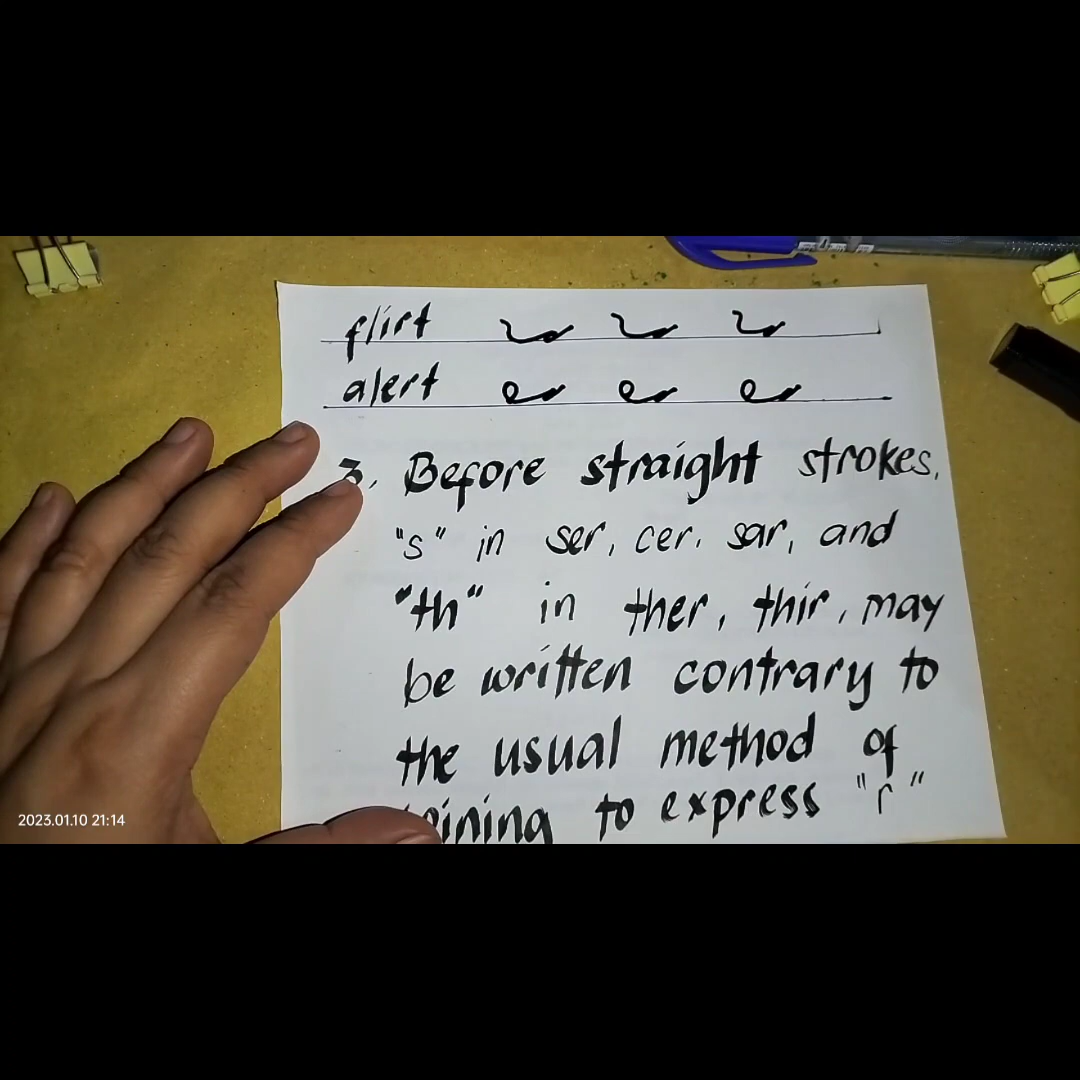 flirt
alert
3. Before straight strokes,
"s" in ser, cer, sar, and
"th" in ther, thir, may
be written contrary to
the usual method of
joining to express "r"
2023.01.10 21:14